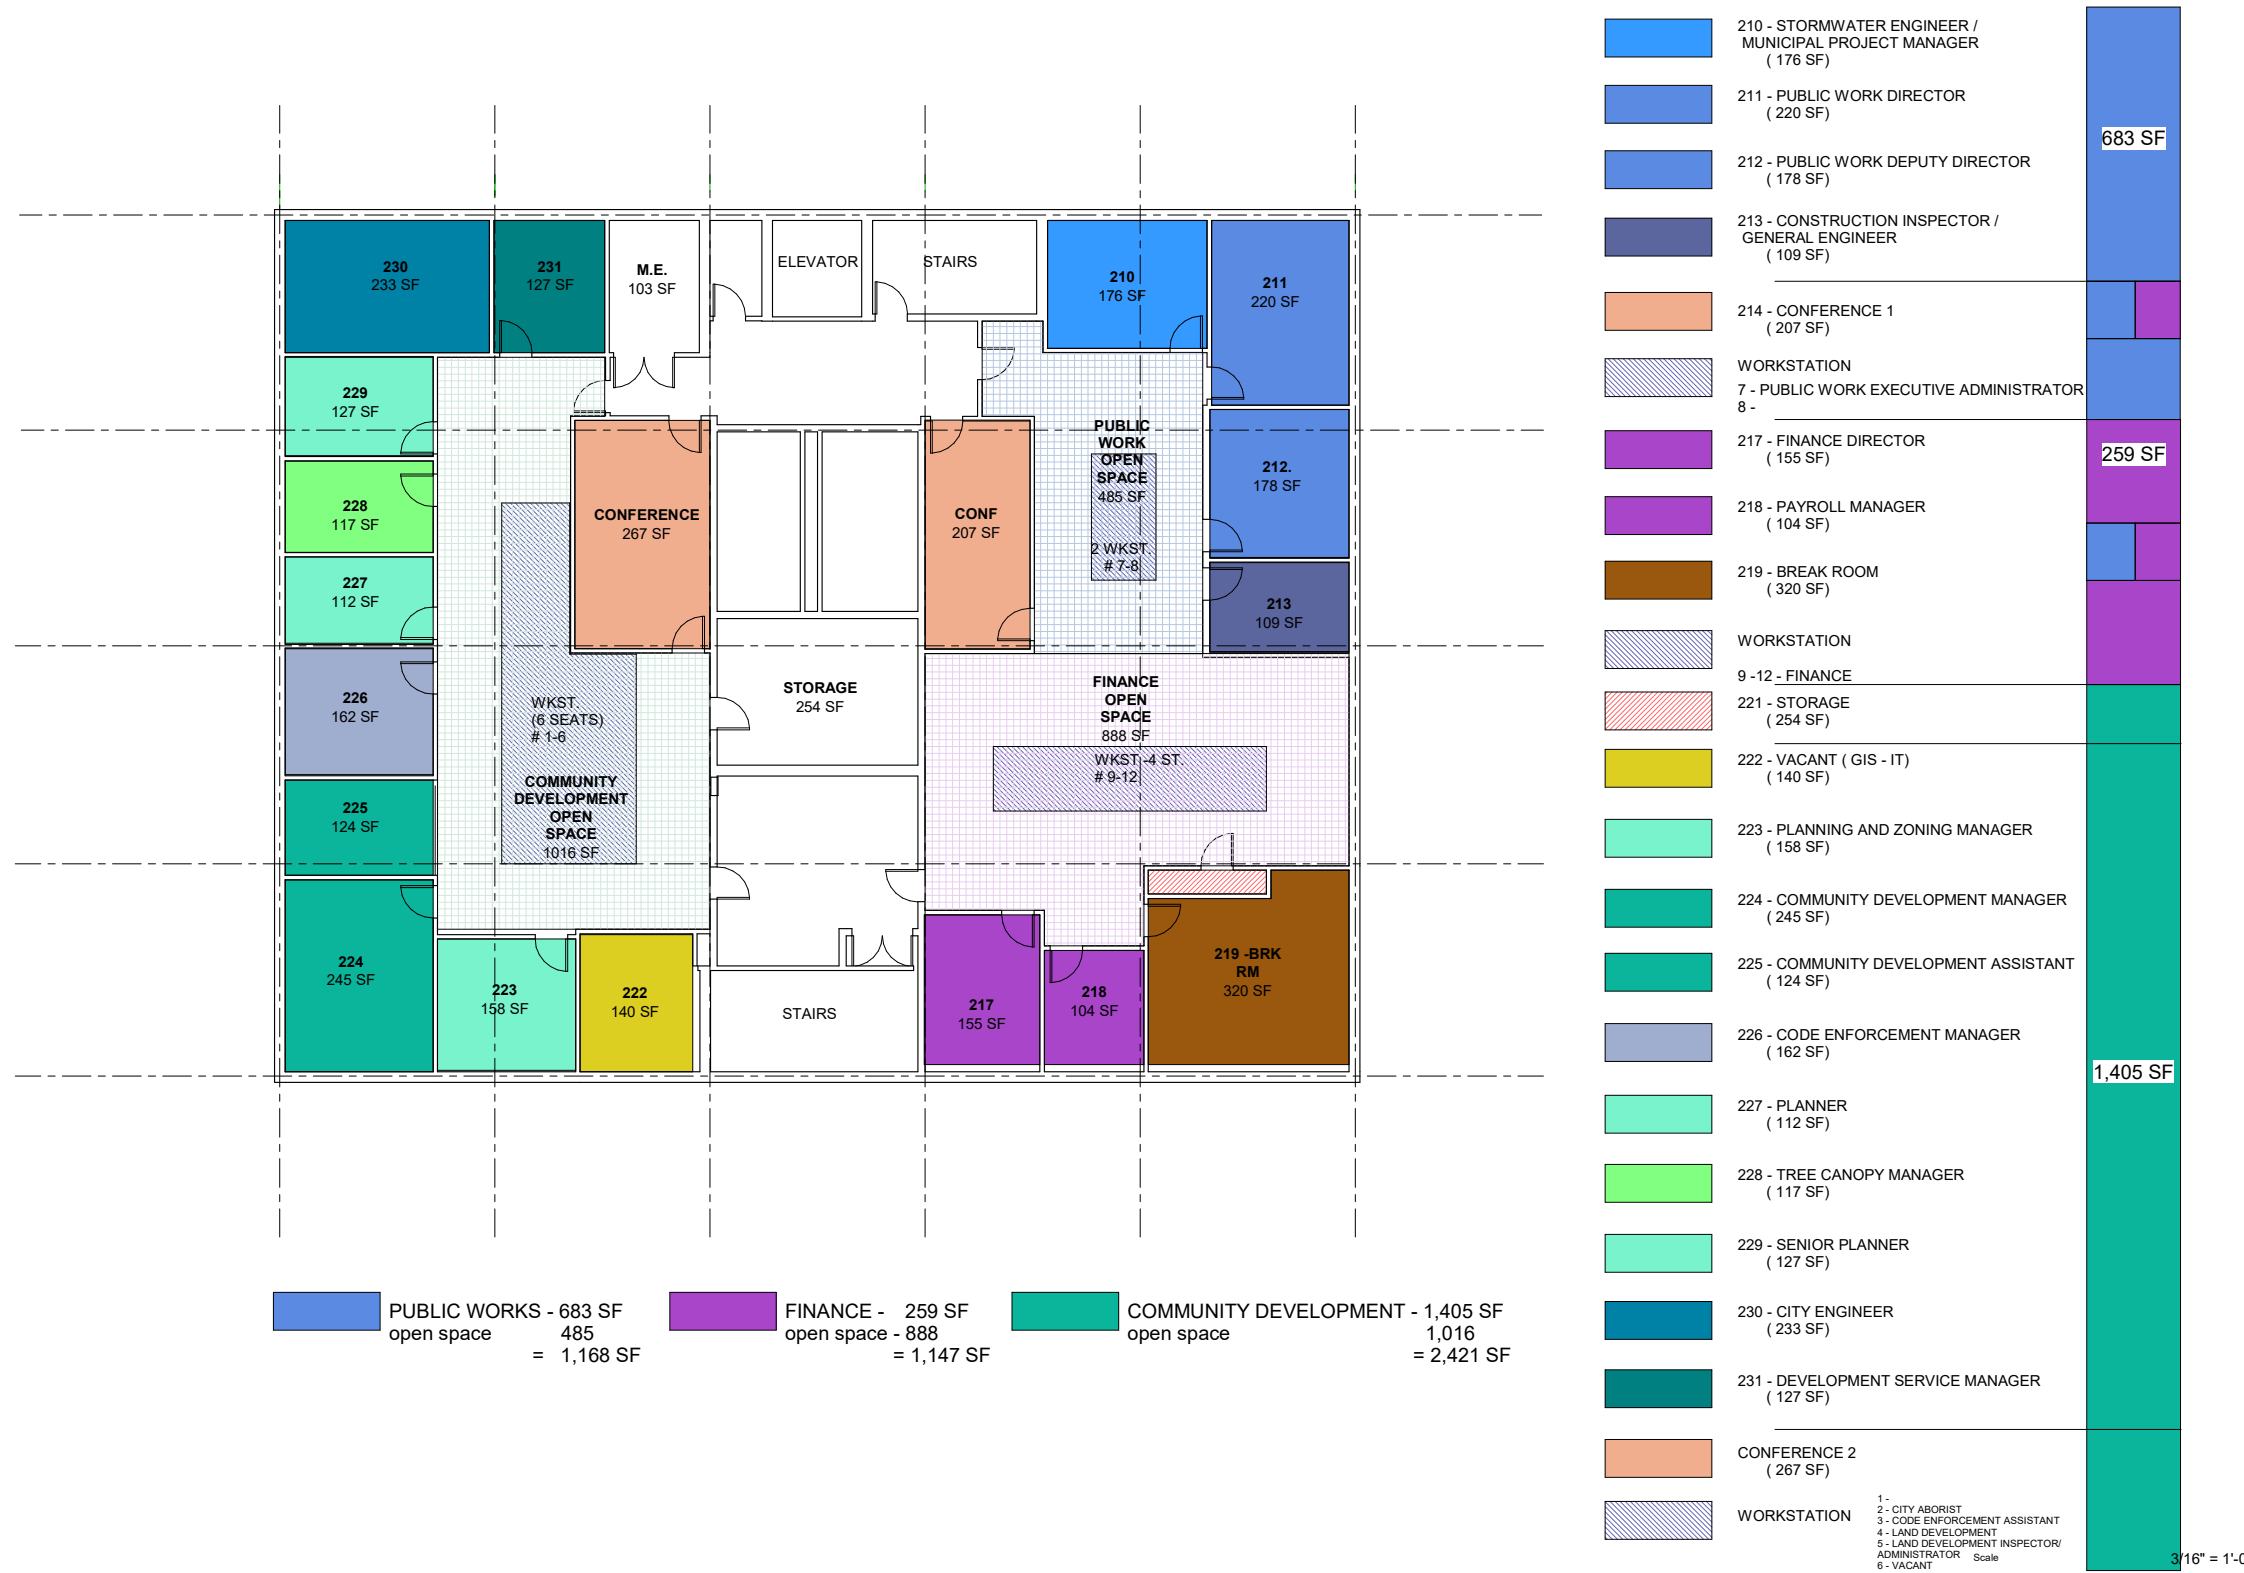 210 - STORMWATER ENGINEER /
MUNICIPAL PROJECT MANAGER
( 176 SF)
211 - PUBLIC WORK DIRECTOR
( 220 SF)
683 SF
212 - PUBLIC WORK DEPUTY DIRECTOR
( 178 SF)
213 - CONSTRUCTION INSPECTOR /
GENERAL ENGINEER
( 109 SF)
214 - CONFERENCE 1
( 207 SF)
WORKSTATION
7 - PUBLIC WORK EXECUTIVE ADMINISTRATOR
8 -
217 - FINANCE DIRECTOR
( 155 SF)
259 SF
218 - PAYROLL MANAGER
( 104 SF)
219 - BREAK ROOM
( 320 SF)
WORKSTATION
9 -12 - FINANCE
221 - STORAGE
( 254 SF)
222 - VACANT ( GIS - IT)
( 140 SF)
223 - PLANNING AND ZONING MANAGER
( 158 SF)
224 - COMMUNITY DEVELOPMENT MANAGER
( 245 SF)
225 - COMMUNITY DEVELOPMENT ASSISTANT
( 124 SF)
226 - CODE ENFORCEMENT MANAGER
( 162 SF)
1,405 SF
227 - PLANNER
( 112 SF)
228 - TREE CANOPY MANAGER
( 117 SF)
229 - SENIOR PLANNER
( 127 SF)
230 - CITY ENGINEER
( 233 SF)
231 - DEVELOPMENT SERVICE MANAGER
( 127 SF)
CONFERENCE 2
( 267 SF)
WORKSTATION
1 -
2 - CITY ABORIST
3 - CODE ENFORCEMENT ASSISTANT
4 - LAND DEVELOPMENT
5 - LAND DEVELOPMENT INSPECTOR/
ADMINISTRATOR
6 - VACANT
Scale
3/16" = 1'-0
230
233 SF
231
127 SF
M.E.
103 SF
ELEVATOR
STAIRS
210
176 SF
211
220 SF
229
127 SF
228
117 SF
227
112 SF
226
162 SF
225
124 SF
224
245 SF
CONFERENCE
267 SF
CONF
207 SF
PUBLIC
WORK
OPEN
SPACE
485 SF
2 WKST.
# 7-8
212.
178 SF
213
109 SF
WKST.
(6 SEATS)
# 1-6
COMMUNITY
DEVELOPMENT
OPEN
SPACE
1016 SF
STORAGE
254 SF
FINANCE
OPEN
SPACE
888 SF
WKST -4 ST.
# 9-12
223
158 SF
222
140 SF
STAIRS
217
155 SF
218
104 SF
219 -BRK
RM
320 SF
PUBLIC WORKS - 683 SF
open space 485
= 1,168 SF
FINANCE - 259 SF
open space - 888
= 1,147 SF
COMMUNITY DEVELOPMENT - 1,405 SF
open space 1,016
= 2,421 SF